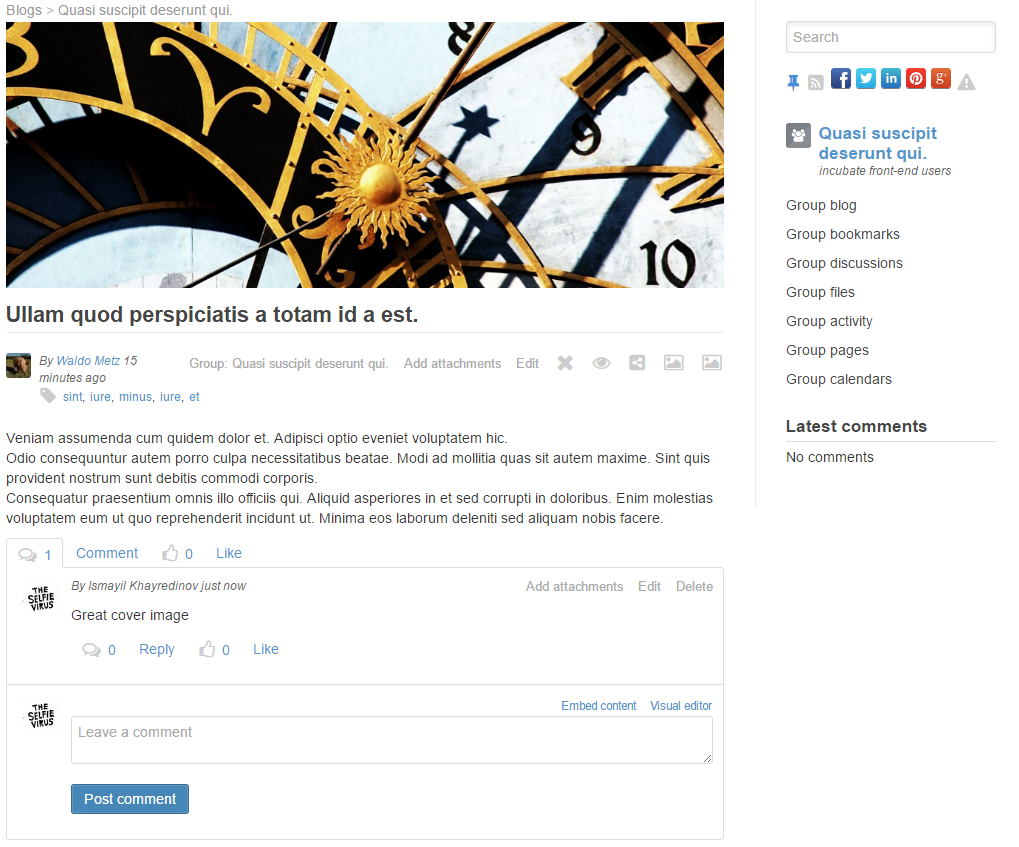 Blogs > Quasi suscipit deserunt qui.
8
9
10
Ullam quod perspiciatis a totam id a est.
By Waldo Metz 15
minutes ago
Group: Quasi suscipit deserunt qui. Add attachments Edit
sint, iure, minus, iure, et
Veniam assumenda cum quidem dolor et. Adipisci optio eveniet voluptatem hic.
Odio consequuntur autem porro culpa necessitatibus beatae. Modi ad mollitia quas sit autem maxime. Sint quis
provident nostrum sunt debitis commodi corporis.
Consequatur praesentium omnis illo officiis qui. Aliquid asperiores in et sed corrupti in doloribus. Enim molestias
voluptatem eum ut quo reprehenderit incidunt ut. Minima eos laborum deleniti sed aliquam nobis facere.
1 Comment 0 Like
THE
SELFIE
VIRUS
By Ismayil Khayredinov just now
Add attachments Edit Delete
Great cover image
0 Reply 0 Like
THE
SELFIE
VIRUS
Embed content Visual editor
Leave a comment
Post comment
Search
f in g+
Quasi suscipit
deserunt qui.
incubate front-end users
Group blog
Group bookmarks
Group discussions
Group files
Group activity
Group pages
Group calendars
Latest comments
No comments